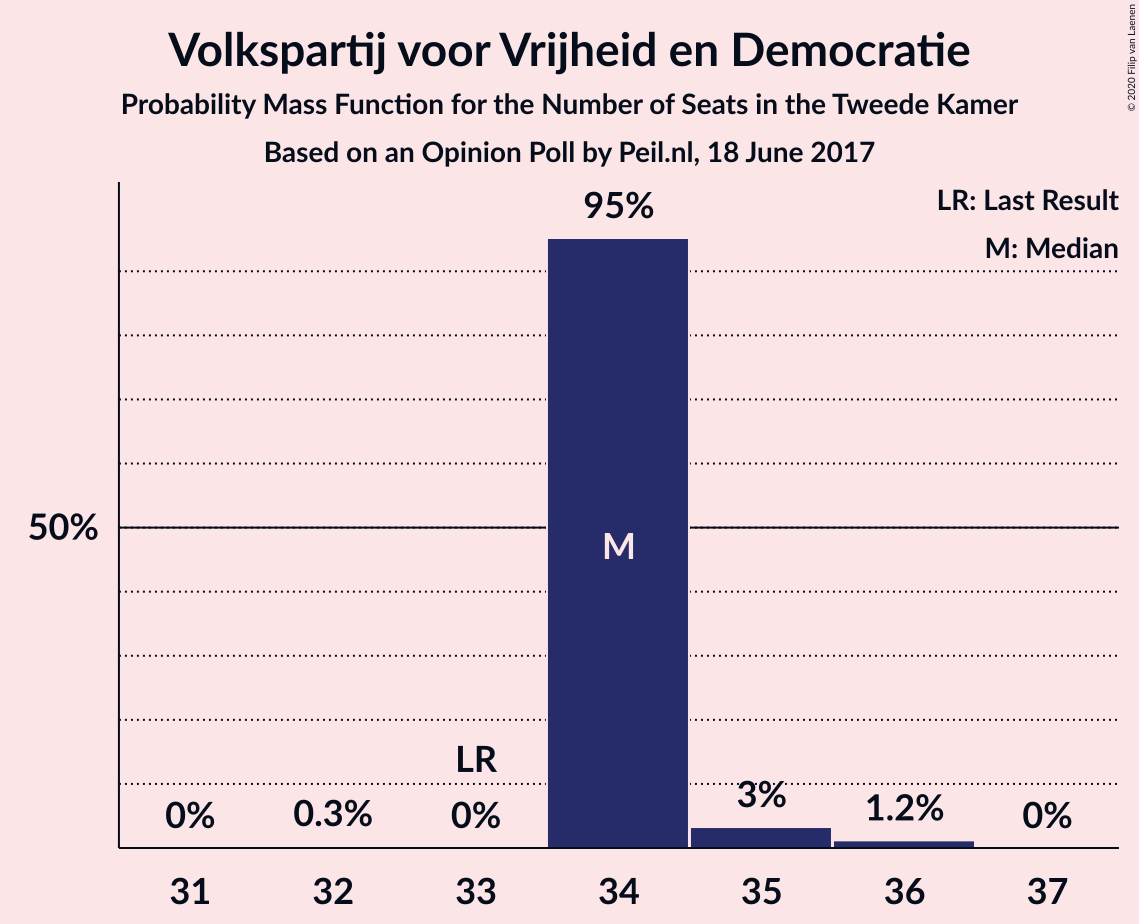 Volkspartij voor Vrijheid en Democratie
Probability Mass Function for the Number of Seats in the Tweede Kamer
Based on an Opinion Poll by Peil.nl, 18 June 2017
© 2020 Filip van Laenen
LR: Last Result
M: Median
95%
50%
M
LR
0%
0.3%
0%
3%
1.2%
0%
31
32
33
34
35
36
37